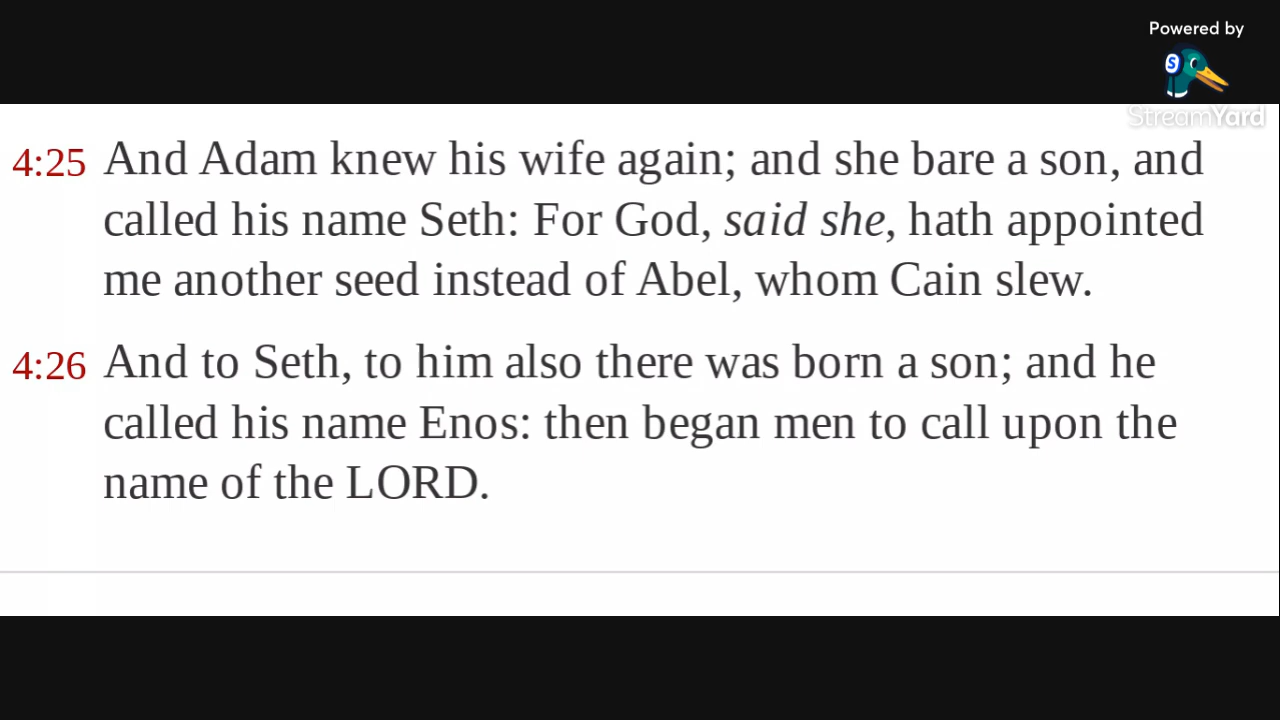 Powered by
S
StreamYard
4:25 And Adam knew his wife again; and she bare a son, and
called his name Seth: For God, said she, hath appointed
me another seed instead of Abel, whom Cain slew.
4:26 And to Seth, to him also there was born a son; and he
called his name Enos: then began men to call upon the
name of the LORD.